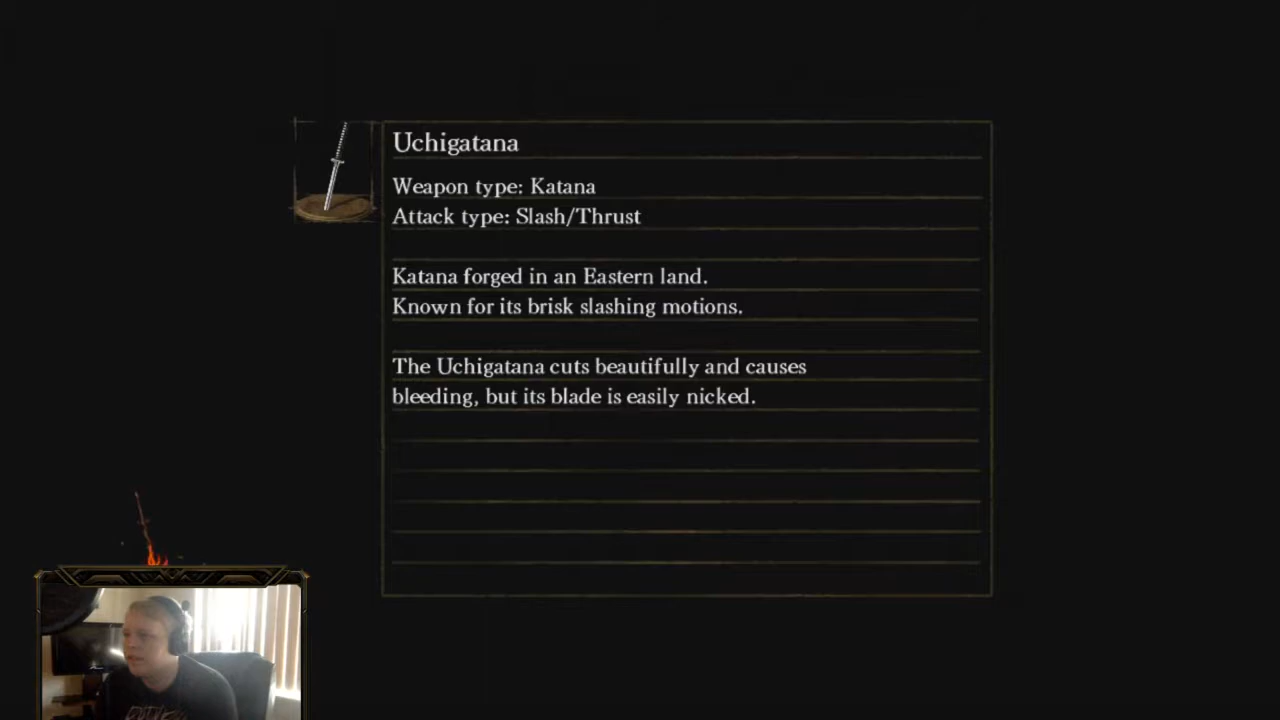 Uchigatana
Weapon type: Katana
Attack type: Slash/Thrust
Katana forged in an Eastern land.
Known for its brisk slashing motions.
The Uchigatana cuts beautifully and causes
bleeding, but its blade is easily nicked.